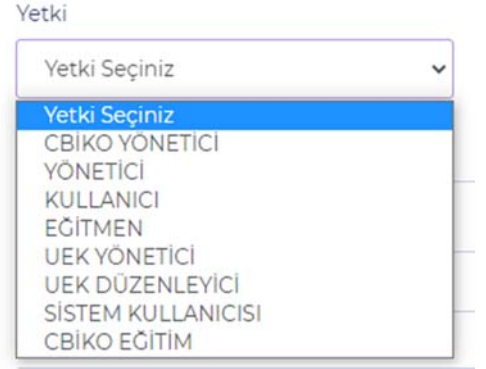 Yetki
Yetki Seçiniz
Yetki Seçiniz
CBİKO YÖNETİCİ
YÖNETİCİ
KULLANICI
EĞİTMEN
UEK YÖNETİCİ
UEK DÜZENLEYİCİ
SİSTEM KULLANICISI
CBİKO EĞİTİM